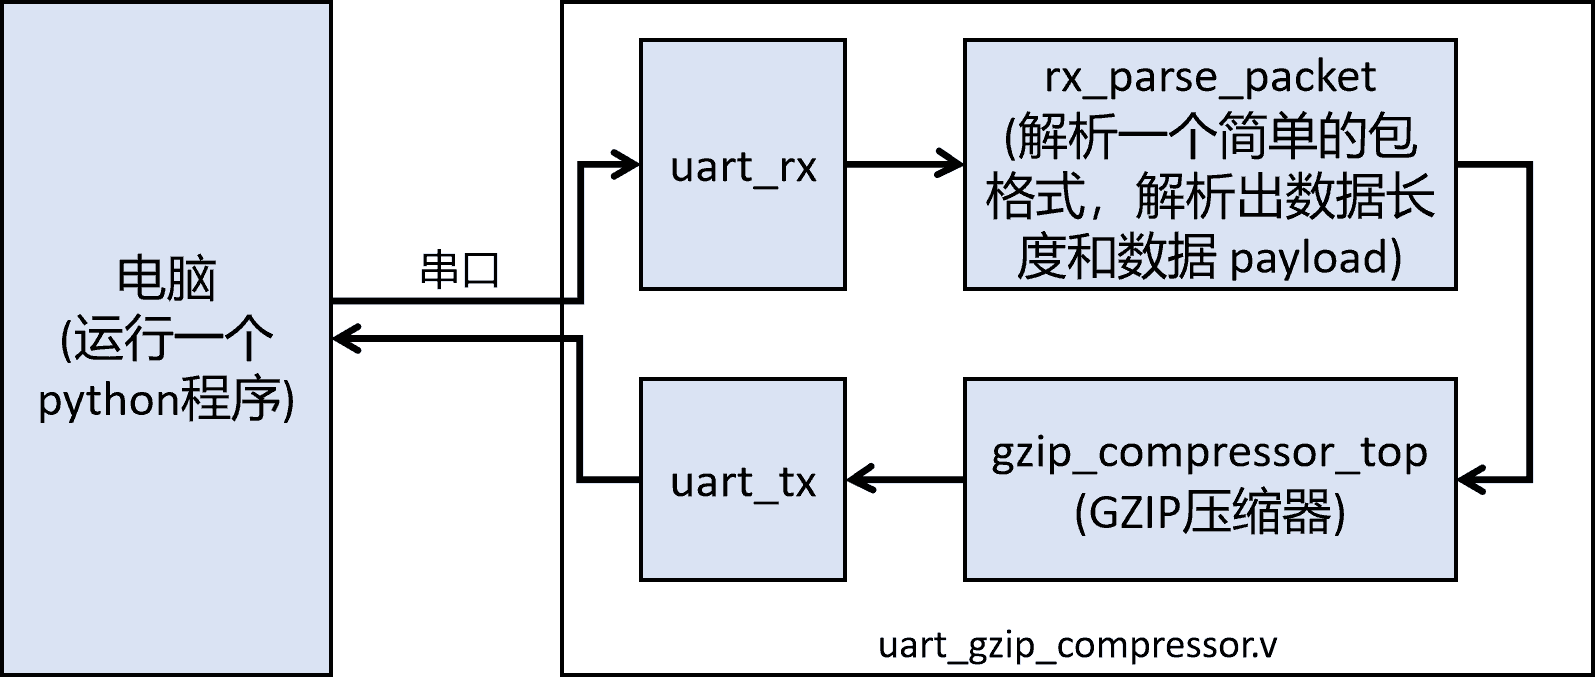 电脑
(运行一个
python程序)
串口
uart_rx
rx_parse_packet
(解析一个简单的包
格式，解析出数据长
度和数据 payload)
uart_tx
gzip_compressor_top
(GZIP压缩器)
uart_gzip_compressor.v